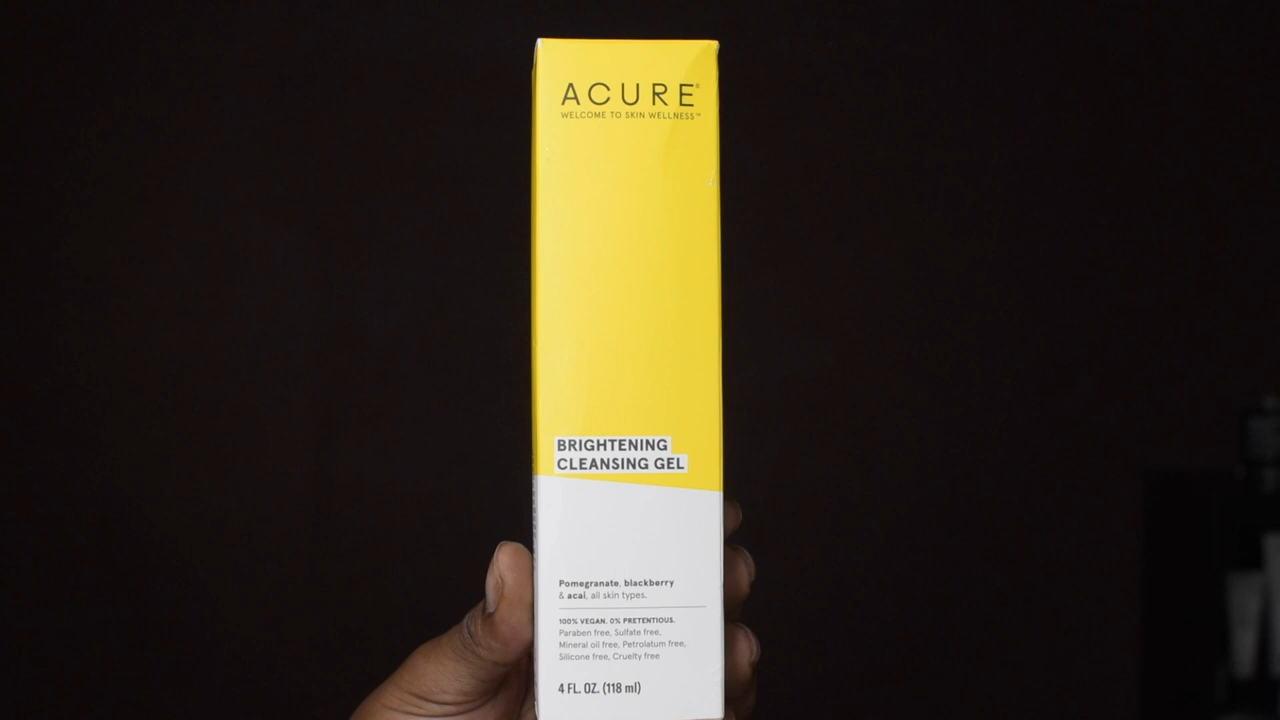 ACURE®
WELCOME TO SKIN WELLNESS™
BRIGHTENING
CLEANSING GEL
Pomegranate, blackberry
& acai, all skin types.
100% VEGAN. 0% PRETENTIOUS.
Paraben free, Sulfate free,
Mineral oil free, Petrolatum free,
Silicone free, Cruelty free
4 FL. OZ. (118 ml)